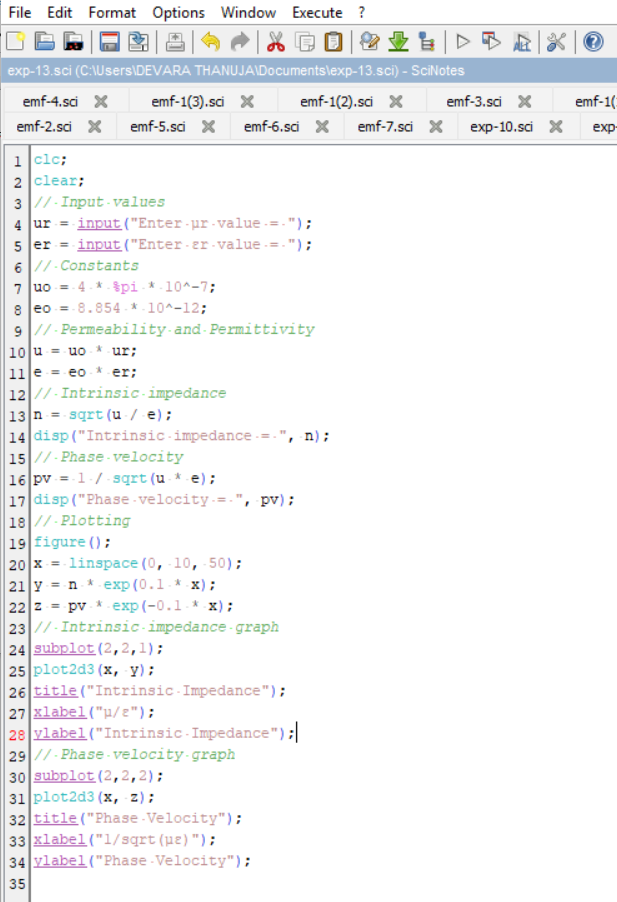 File Edit Format Options Window Execute ?
exp-13.sci (C:\Users\DEVARA THANUJA\Documents\exp-13.sci) - SciNotes
emf-4.sci emf-1(3).sci emf-1(2).sci emf-3.sci emf-1(
emf-2.sci emf-5.sci emf-6.sci emf-7.sci exp-10.sci exp-
1 clc;
2 clear;
3 // Input values
4 ur = input("Enter μr value = ");
5 er = input("Enter εr value = ");
6 // Constants
7 uo = 4 * %pi * 10^-7;
8 eo = 8.854 * 10^-12;
9 // Permeability and Permittivity
10 u = uo * ur;
11 e = eo * er;
12 // Intrinsic impedance
13 n = sqrt(u / e);
14 disp("Intrinsic impedance = ", n);
15 // Phase velocity
16 pv = 1 / sqrt(u * e);
17 disp("Phase velocity = ", pv);
18 // Plotting
19 figure();
20 x = linspace(0, 10, 50);
21 y = n * exp(0.1 * x);
22 z = pv * exp(-0.1 * x);
23 // Intrinsic impedance graph
24 subplot(2,2,1);
25 plot2d3(x, y);
26 title("Intrinsic Impedance");
27 xlabel("μ/ε");
28 ylabel("Intrinsic Impedance");
29 // Phase velocity graph
30 subplot(2,2,2);
31 plot2d3(x, z);
32 title("Phase Velocity");
33 xlabel("1/sqrt(με)");
34 ylabel("Phase Velocity");
35